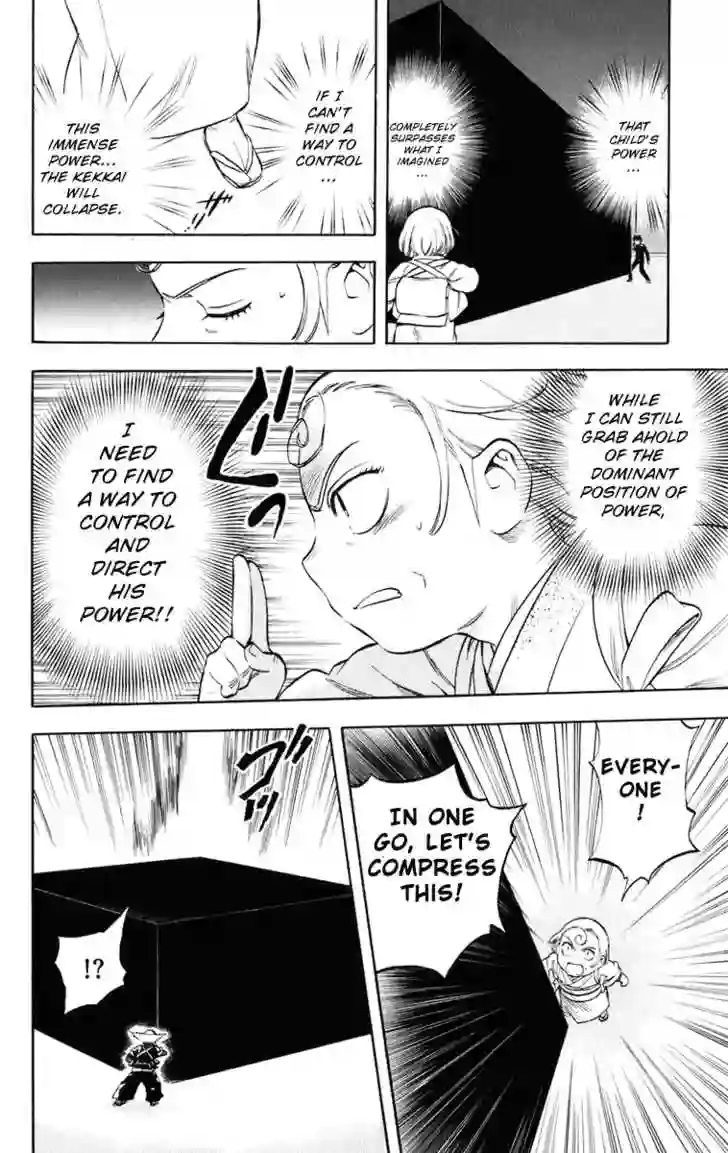 THAT
CHILD'S
POWER
...
COMPLETELY
SURPASSES
WHAT I
IMAGINED
...
IF I
CAN'T
FIND A
WAY TO
CONTROL
...
THIS
IMMENSE
POWER...
THE KEKKAI
WILL
COLLAPSE.
WHILE
I CAN STILL
GRAB AHOLD
OF THE
DOMINANT
POSITION OF
POWER,
I
NEED
TO FIND
A WAY TO
CONTROL
AND
DIRECT
HIS
POWER!!
EVERY-
ONE
!
IN ONE
GO, LET'S
COMPRESS
THIS!
!?